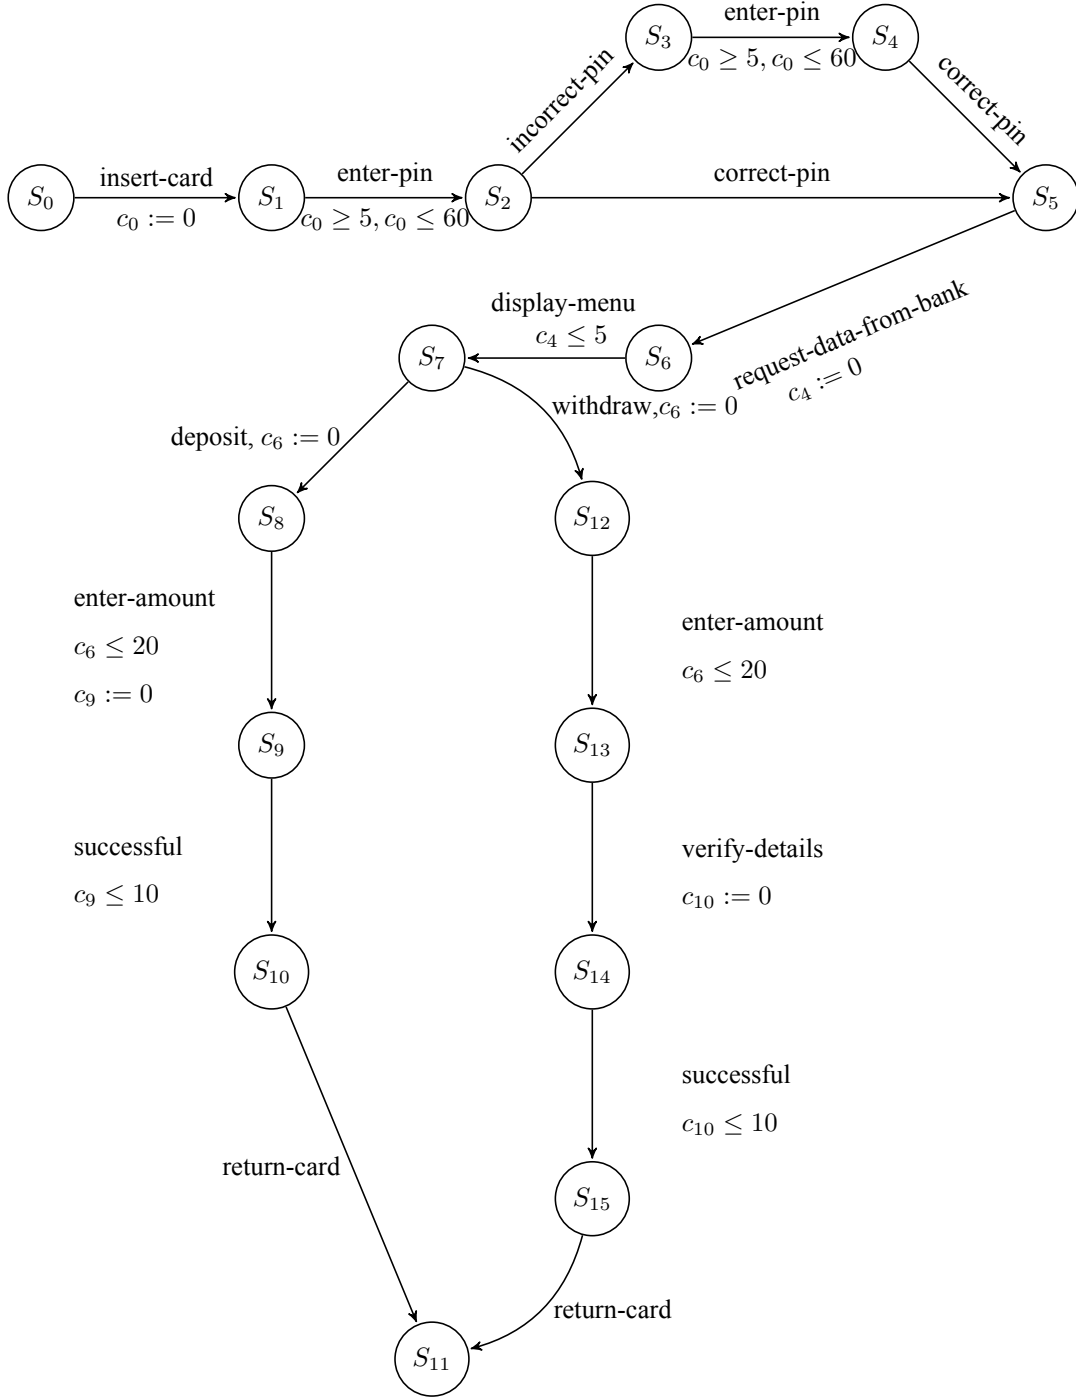 enter-pin
S₃
S₄
c₀ ≥ 5, c₀ ≤ 60
incorrect-pin
correct-pin
S₀
insert-card
c₀ := 0
S₁
enter-pin
c₀ ≥ 5, c₀ ≤ 60
S₂
correct-pin
S₅
display-menu
c₄ ≤ 5
S₇
S₆
request-data-from-bank
c₄ := 0
withdraw,c₆ := 0
deposit, c₆ := 0
S₈
S₁₂
enter-amount
c₆ ≤ 20
c₉ := 0
enter-amount
c₆ ≤ 20
S₉
S₁₃
successful
c₉ ≤ 10
verify-details
c₁₀ := 0
S₁₀
S₁₄
successful
c₁₀ ≤ 10
return-card
S₁₅
return-card
S₁₁